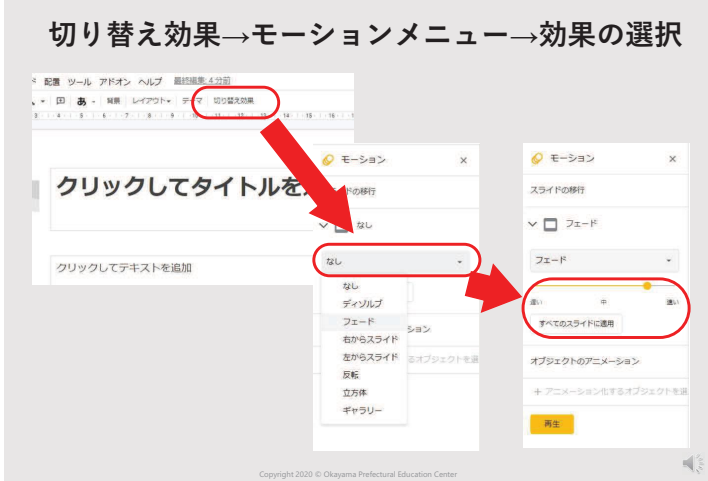 切り替え効果→モーションメニュー→効果の選択
配置 ツール アドオン ヘルプ 最終編集: 4 分前
あ 背景 レイアウト テーマ 切り替え効果
クリックしてタイトルを
クリックしてテキストを追加
モーション ×
ドの移行
なし
なし
なし
ディゾルブ
フェード
右からスライド
左からスライド
反転
立方体
ギャラリー
ション
るオブジェクトを選
モーション ×
スライドの移行
フェード
フェード
遅い 中 速い
すべてのスライドに適用
オブジェクトのアニメーション
+ アニメーション化するオブジェクトを選
再生
Copyright 2020 © Okayama Prefectural Education Center